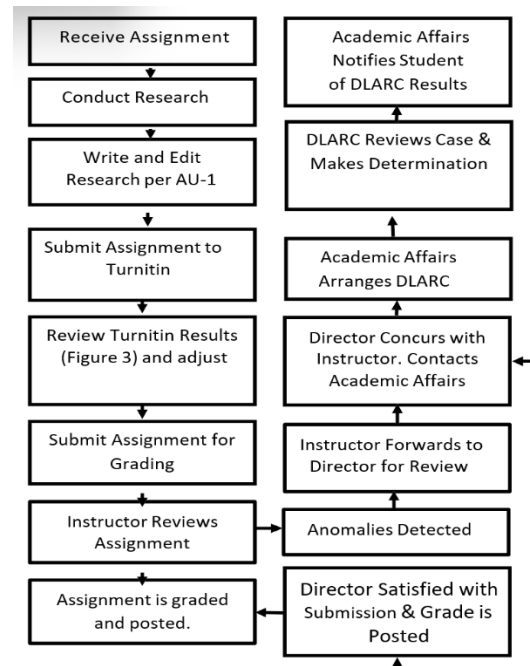 Receive Assignment
Conduct Research
Write and Edit
Research per AU-1
Submit Assignment to
Turnitin
Review Turnitin Results
(Figure 3) and adjust
Submit Assignment for
Grading
Instructor Reviews
Assignment
Assignment is graded
and posted.
Academic Affairs
Notifies Student
of DLARC Results
DLARC Reviews Case &
Makes Determination
Academic Affairs
Arranges DLARC
Director Concurs with
Instructor. Contacts
Academic Affairs
Instructor Forwards to
Director for Review
Anomalies Detected
Director Satisfied with
Submission & Grade is
Posted